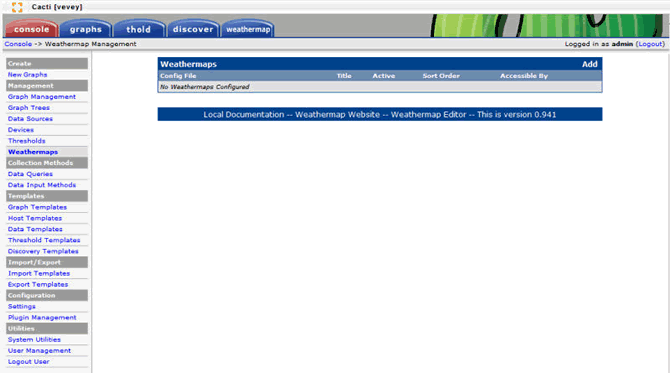 Cacti [vevey]
console graphs thold discover weathermap
Console -> Weathermap Management Logged in as admin (Logout)
Create
New Graphs
Management
Graph Management
Graph Trees
Data Sources
Devices
Thresholds
Weathermaps
Collection Methods
Data Queries
Data Input Methods
Templates
Graph Templates
Host Templates
Data Templates
Threshold Templates
Discovery Templates
Import/Export
Import Templates
Export Templates
Configuration
Settings
Plugin Management
Utilities
System Utilities
User Management
Logout User
Weathermaps Add
Config File Title Active Sort Order Accessible By
No Weathermaps Configured
Local Documentation -- Weathermap Website -- Weathermap Editor -- This is version 0.941